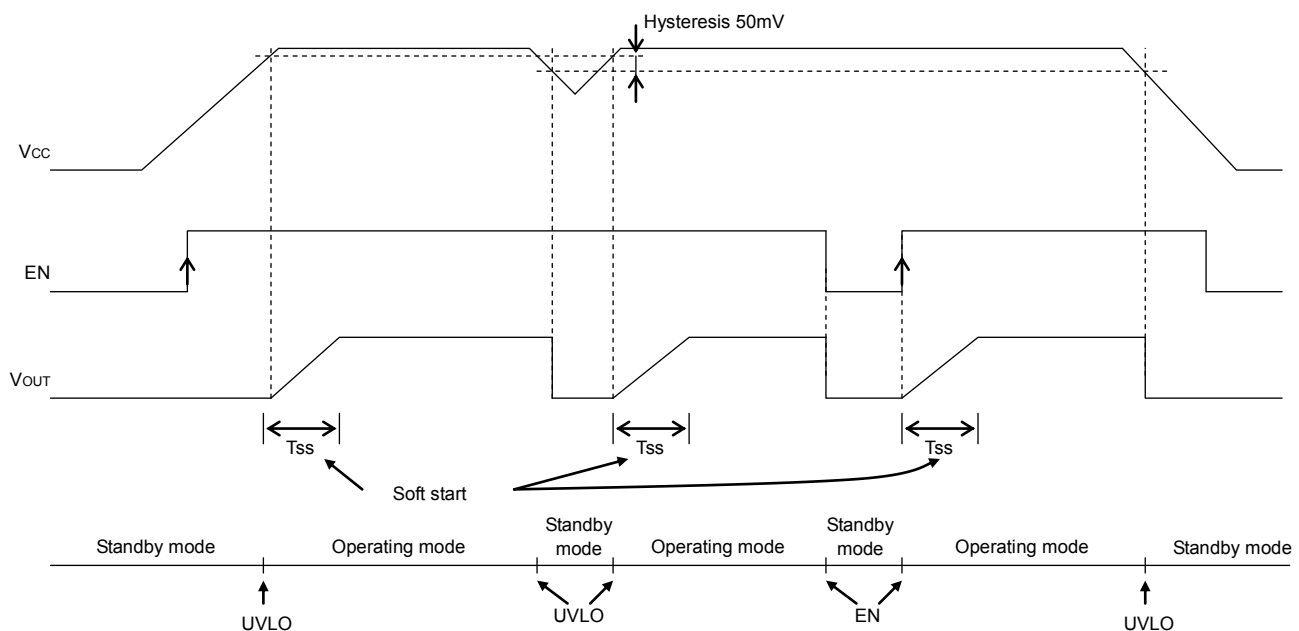 Hysteresis 50mV
VCC
EN
VOUT
Tss
Tss
Tss
Soft start
Standby mode
Operating mode
Standby
mode
Operating mode
Standby
mode
Operating mode
Standby mode
UVLO
UVLO
EN
UVLO